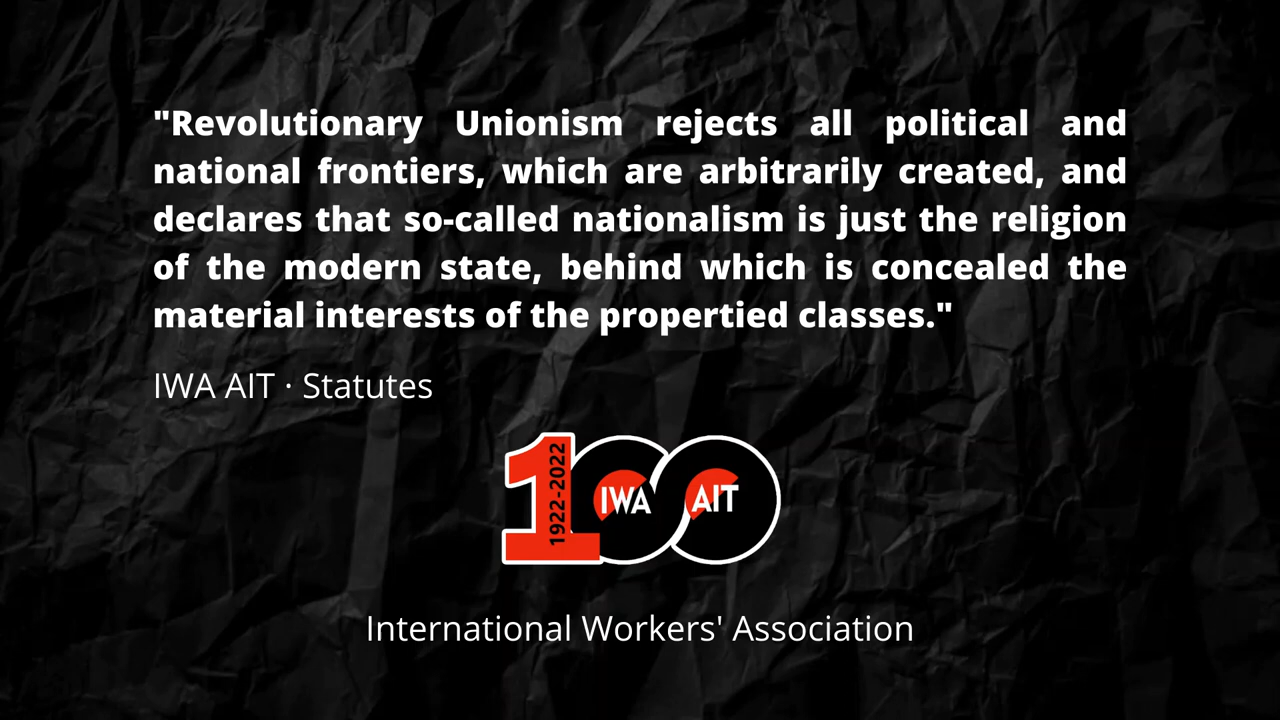 "Revolutionary Unionism rejects all political and
national frontiers, which are arbitrarily created, and
declares that so-called nationalism is just the religion
of the modern state, behind which is concealed the
material interests of the propertied classes."
IWA AIT · Statutes
100
1922-2022
IWA
AIT
International Workers' Association